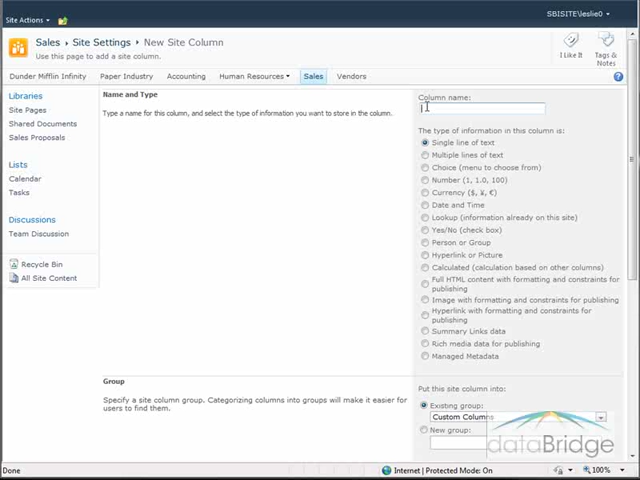 Site Actions
SBISITE\leslie0
Sales ▸ Site Settings ▸ New Site Column
Use this page to add a site column.
I Like It
Tags & Notes
Dunder Mifflin Infinity Paper Industry Accounting Human Resources Sales Vendors
Libraries
Site Pages
Shared Documents
Sales Proposals
Lists
Calendar
Tasks
Discussions
Team Discussion
Recycle Bin
All Site Content
Name and Type
Type a name for this column, and select the type of information you want to store in the column.
Column name:
The type of information in this column is:
Single line of text
Multiple lines of text
Choice (menu to choose from)
Number (1, 1.0, 100)
Currency ($, ¥, €)
Date and Time
Lookup (information already on this site)
Yes/No (check box)
Person or Group
Hyperlink or Picture
Calculated (calculation based on other columns)
Full HTML content with formatting and constraints for
publishing
Image with formatting and constraints for publishing
Hyperlink with formatting and constraints for
publishing
Summary Links data
Rich media data for publishing
Managed Metadata
Group
Specify a site column group. Categorizing columns into groups will make it easier for
users to find them.
Put this site column into:
Existing group:
Custom Columns
New group:
dataBridge
Done
Internet | Protected Mode: On
100%